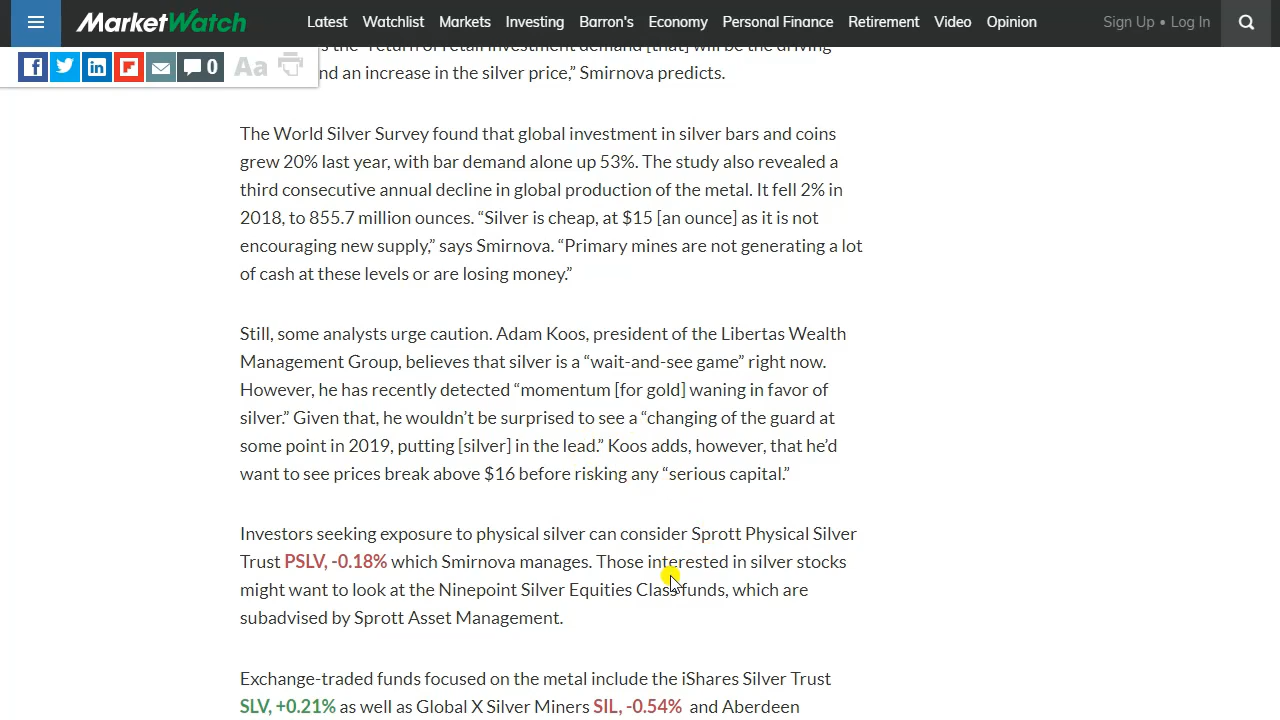 MarketWatch Latest Watchlist Markets Investing Barron's Economy Personal Finance Retirement Video Opinion Sign Up • Log In
s the “return of retail investment demand [that] will be the driving
0 Aa nd an increase in the silver price,” Smirnova predicts.
The World Silver Survey found that global investment in silver bars and coins
grew 20% last year, with bar demand alone up 53%. The study also revealed a
third consecutive annual decline in global production of the metal. It fell 2% in
2018, to 855.7 million ounces. “Silver is cheap, at $15 [an ounce] as it is not
encouraging new supply,” says Smirnova. “Primary mines are not generating a lot
of cash at these levels or are losing money.”
Still, some analysts urge caution. Adam Koos, president of the Libertas Wealth
Management Group, believes that silver is a “wait-and-see game” right now.
However, he has recently detected “momentum [for gold] waning in favor of
silver.” Given that, he wouldn’t be surprised to see a “changing of the guard at
some point in 2019, putting [silver] in the lead.” Koos adds, however, that he’d
want to see prices break above $16 before risking any “serious capital.”
Investors seeking exposure to physical silver can consider Sprott Physical Silver
Trust PSLV, -0.18% which Smirnova manages. Those interested in silver stocks
might want to look at the Ninepoint Silver Equities Class funds, which are
subadvised by Sprott Asset Management.
Exchange-traded funds focused on the metal include the iShares Silver Trust
SLV, +0.21% as well as Global X Silver Miners SIL, -0.54% and Aberdeen